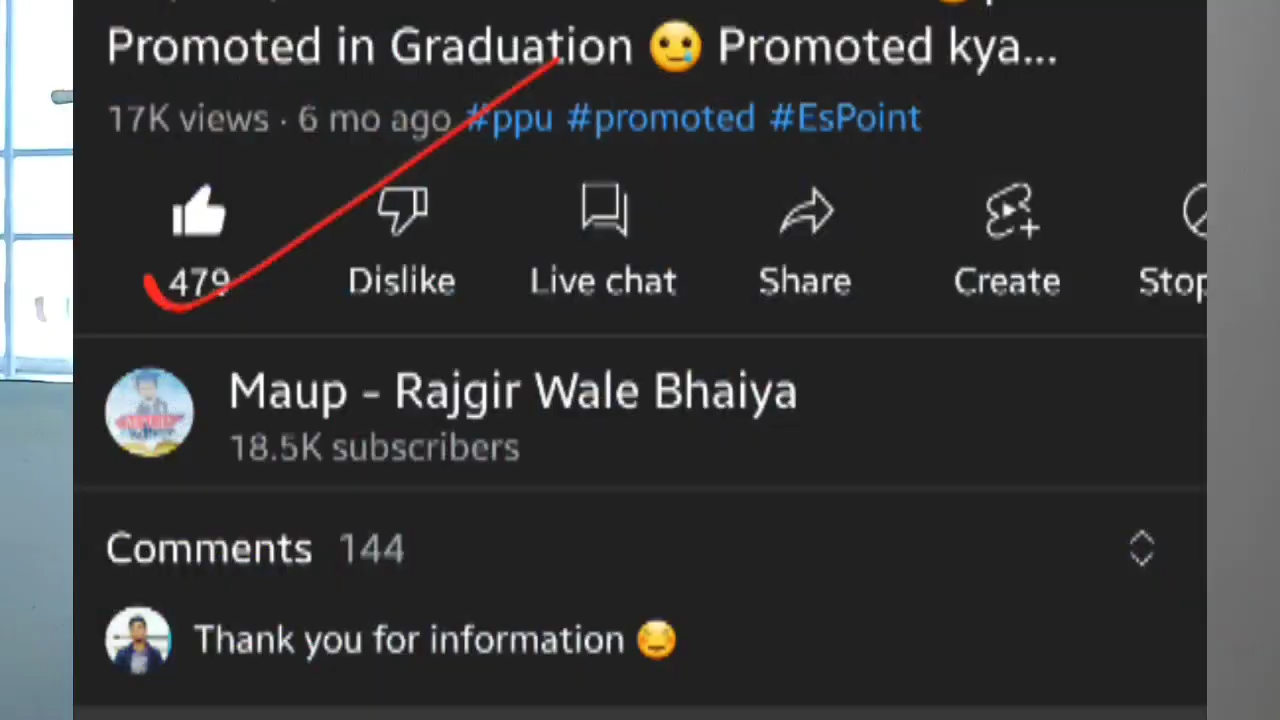 Promoted in Graduation 🥲 Promoted kya...
17K views · 6 mo ago #ppu #promoted #EsPoint
479 Dislike Live chat Share Create Stop
Maup - Rajgir Wale Bhaiya
18.5K subscribers
Comments 144
Thank you for information 😊